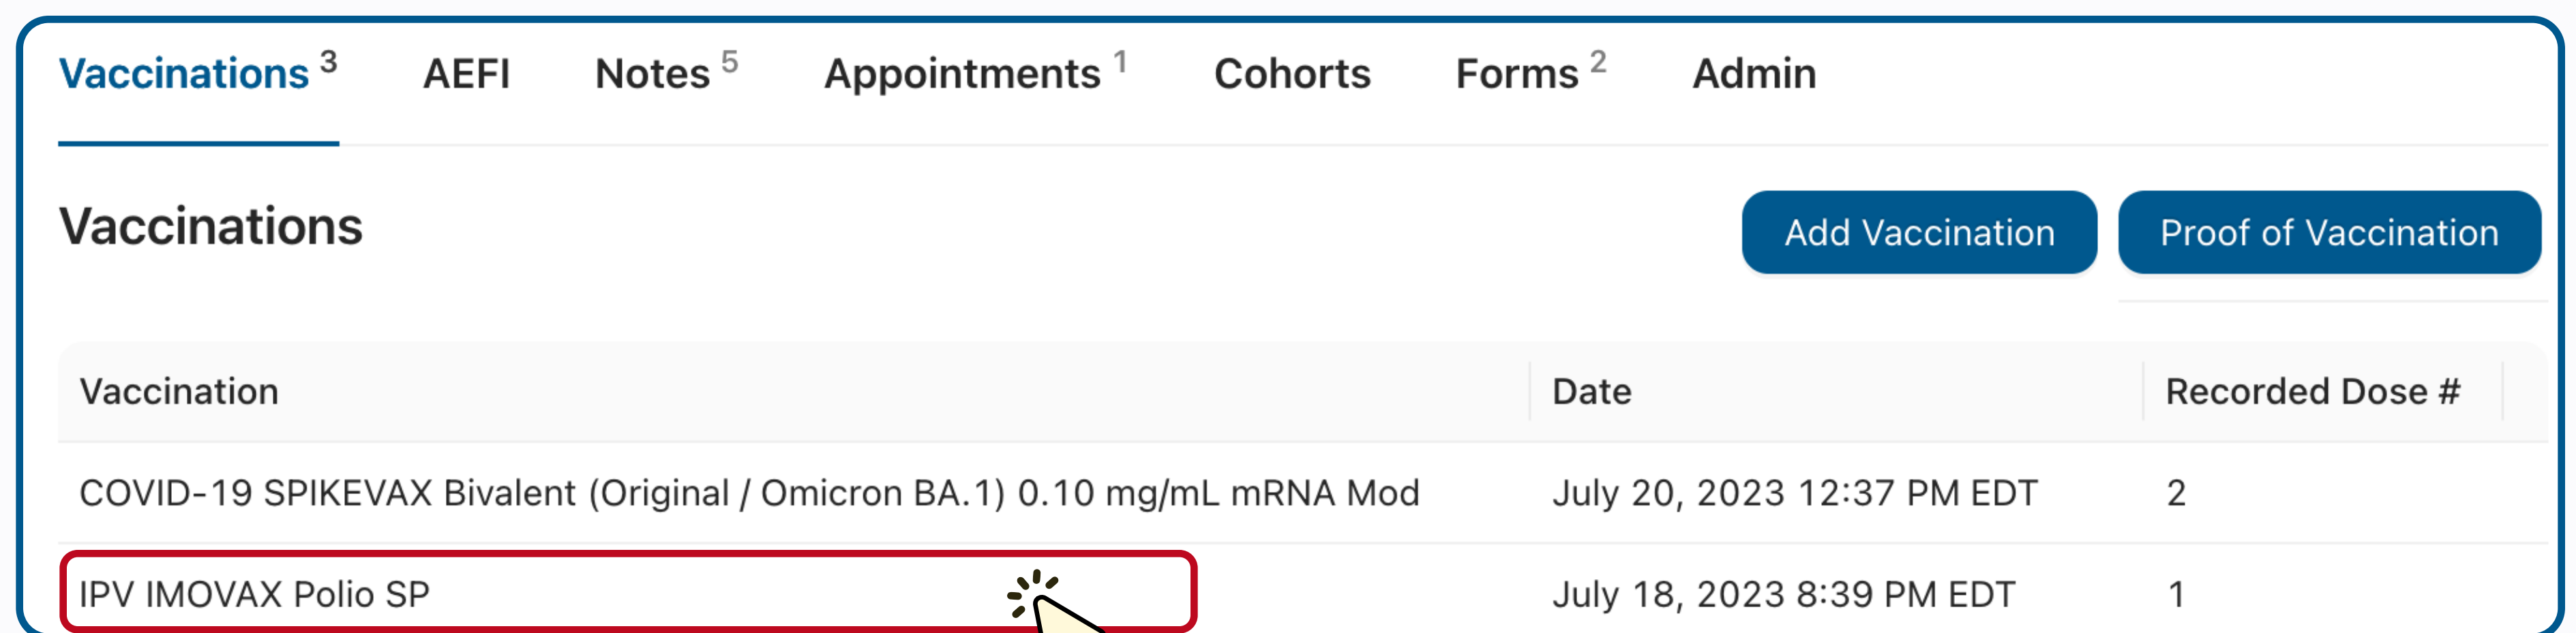 Vaccinations 3 AEFI Notes 5 Appointments 1 Cohorts Forms 2 Admin
Vaccinations Add Vaccination Proof of Vaccination
Vaccination Date Recorded Dose #
COVID-19 SPIKEVAX Bivalent (Original / Omicron BA.1) 0.10 mg/mL mRNA Mod July 20, 2023 12:37 PM EDT 2
IPV IMOVAX Polio SP July 18, 2023 8:39 PM EDT 1